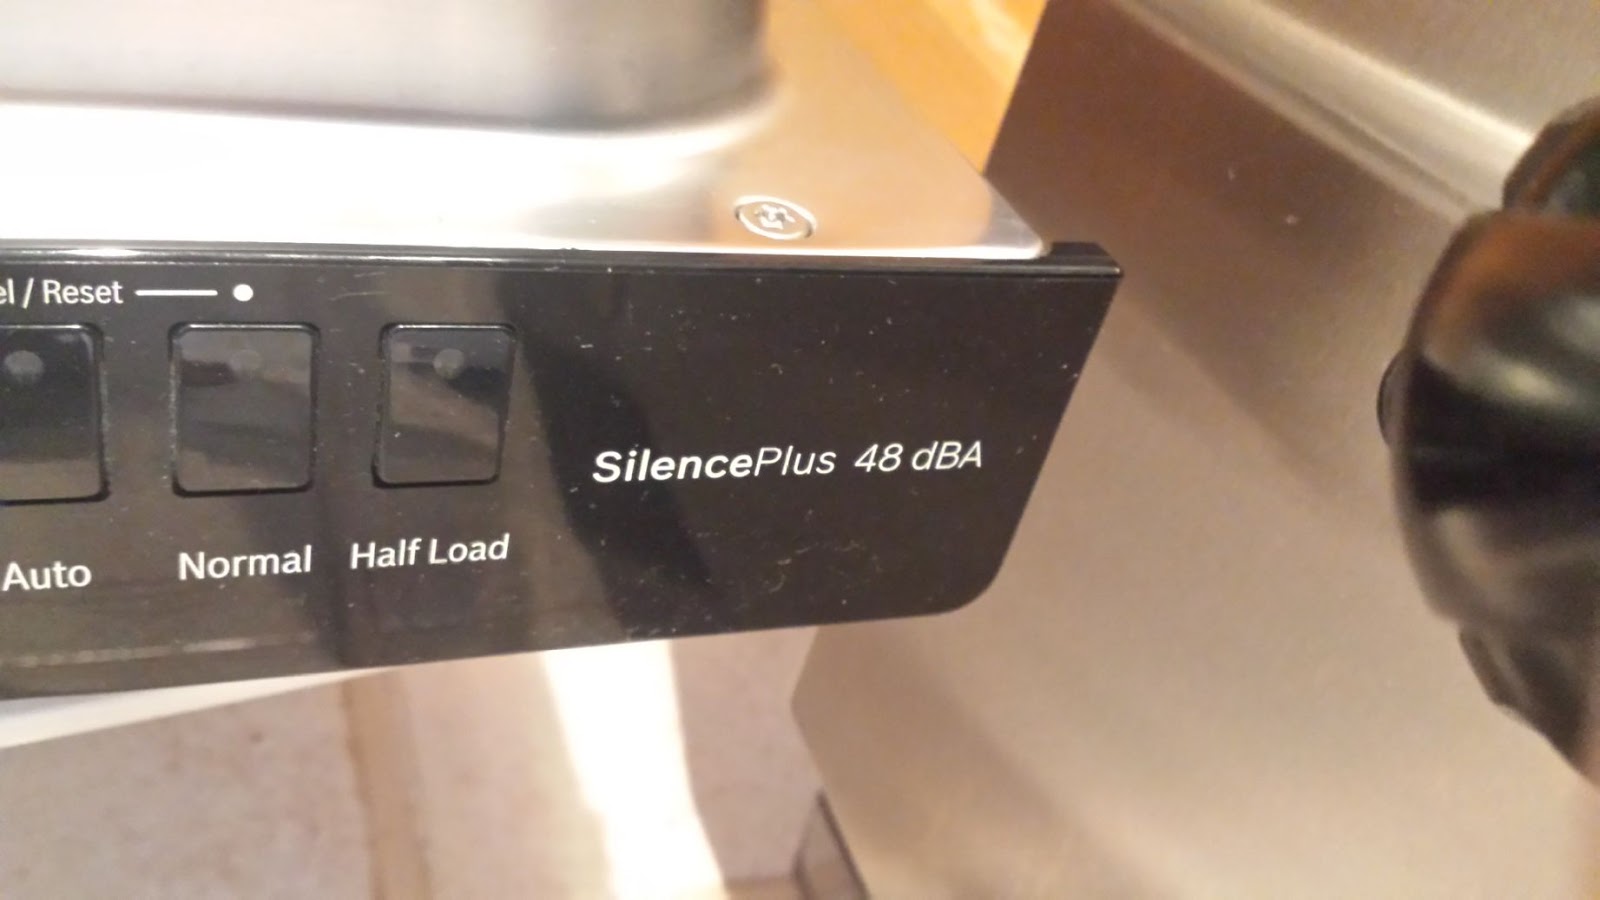 el / Reset
Auto Normal Half Load
SilencePlus 48 dBA